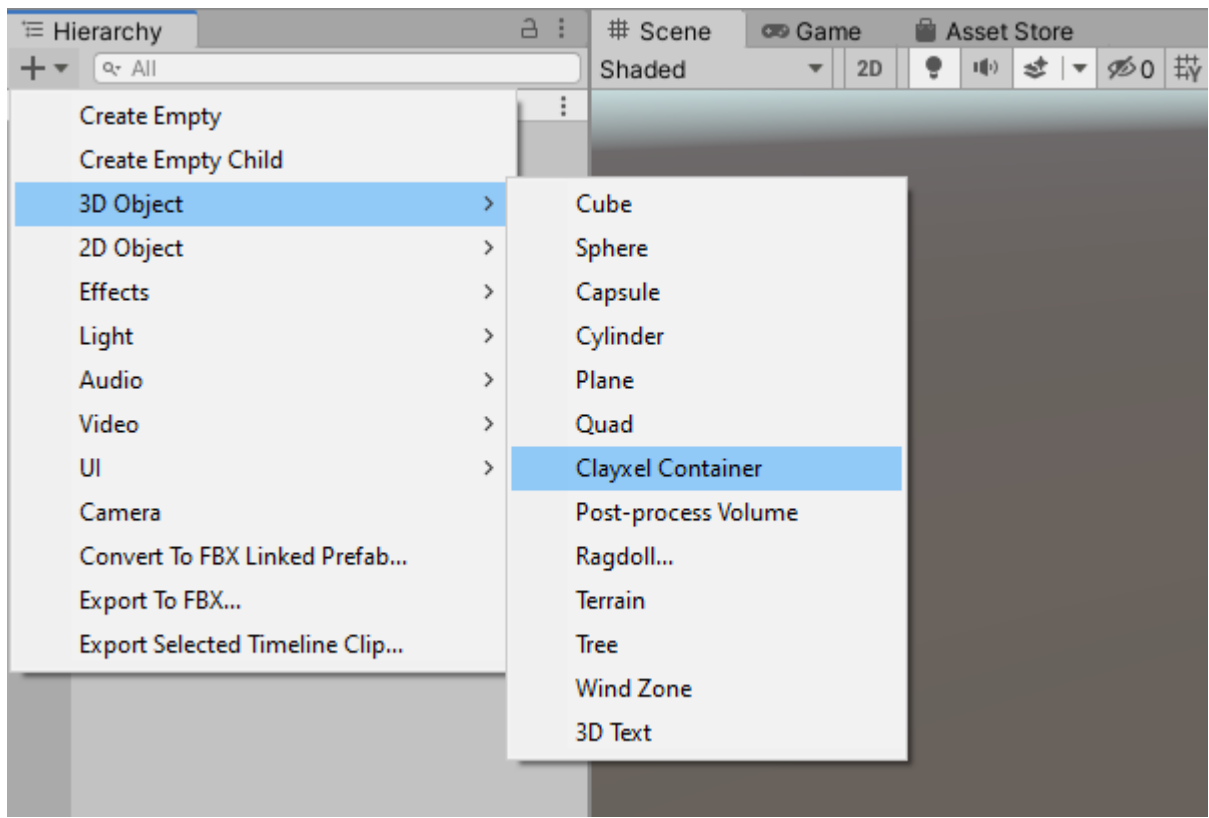 Hierarchy
Scene
Game
Asset Store
All
Shaded
2D
0
Create Empty
Create Empty Child
3D Object
2D Object
Effects
Light
Audio
Video
UI
Camera
Convert To FBX Linked Prefab...
Export To FBX...
Export Selected Timeline Clip...
Cube
Sphere
Capsule
Cylinder
Plane
Quad
Clayxel Container
Post-process Volume
Ragdoll...
Terrain
Tree
Wind Zone
3D Text